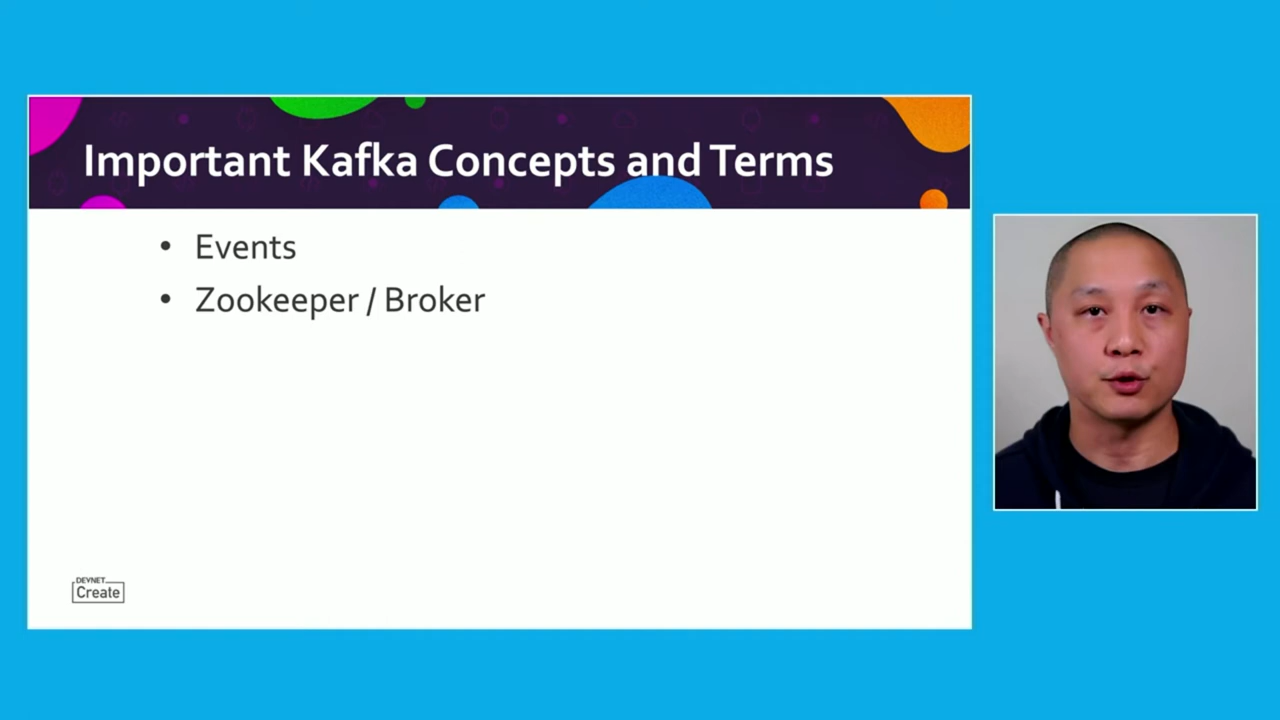 Important Kafka Concepts and Terms
• Events
• Zookeeper / Broker
DEVNET
Create